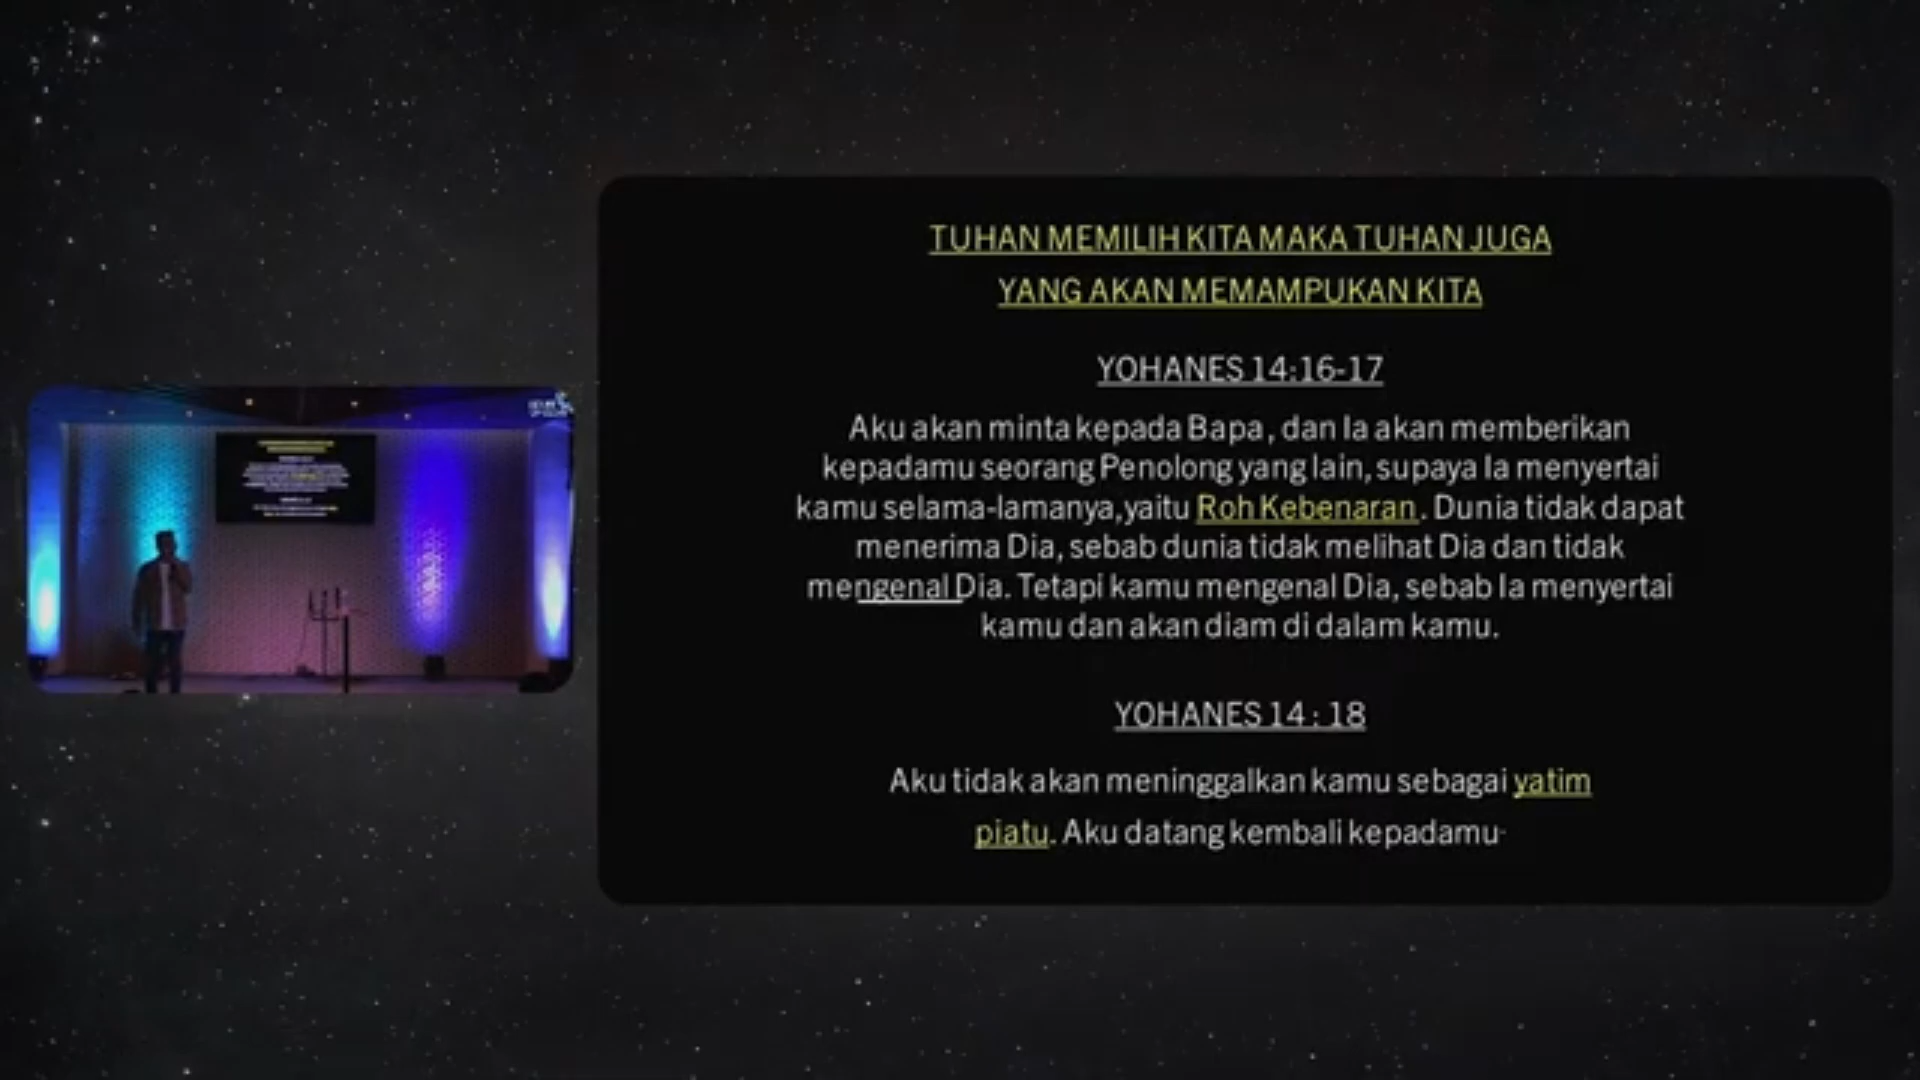 TUHAN MEMILIH KITA MAKA TUHAN JUGA
YANG AKAN MEMAMPUKAN KITA
YOHANES 14:16-17
Aku akan minta kepada Bapa, dan Ia akan memberikan
kepadamu seorang Penolong yang lain, supaya Ia menyertai
kamu selama-lamanya,yaitu Roh Kebenaran. Dunia tidak dapat
menerima Dia, sebab dunia tidak melihat Dia dan tidak
mengenal Dia. Tetapi kamu mengenal Dia, sebab Ia menyertai
kamu dan akan diam di dalam kamu.
YOHANES 14 : 18
Aku tidak akan meninggalkan kamu sebagai yatim
piatu. Aku datang kembali kepadamu